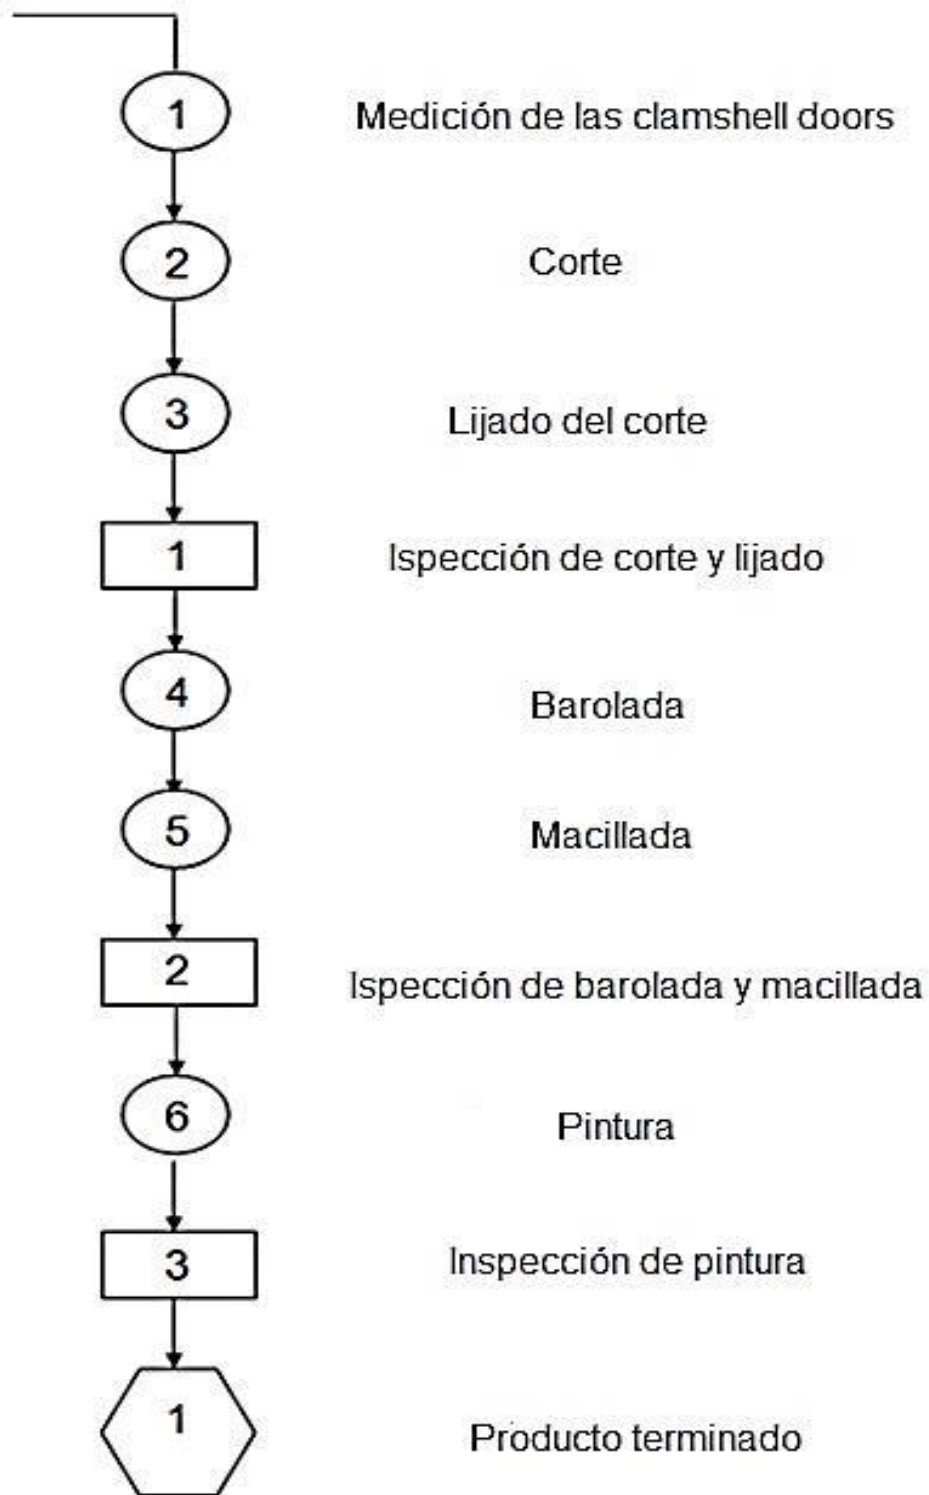 1 Medición de las clamshell doors
2 Corte
3 Lijado del corte
1 Ispección de corte y lijado
4 Barolada
5 Macillada
2 Ispección de barolada y macillada
6 Pintura
3 Inspección de pintura
1 Producto terminado